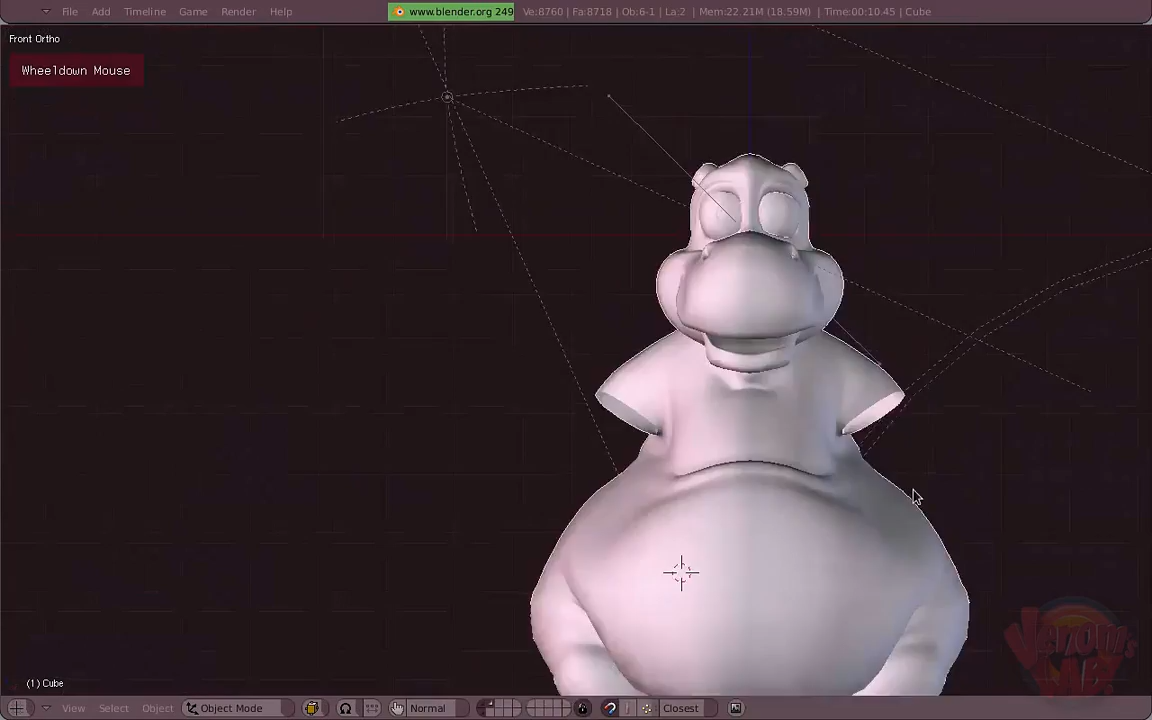 File Add Timeline Game Render Help www.blender.org 249 Ve:8760 | Fa:8718 | Ob:6-1 | La:2 | Mem:22.21M (18.59M) | Time:00:10.45 | Cube
Front Ortho
Wheeldown Mouse
Venom's
(1) Cube
View Select Object Object Mode Normal Closest